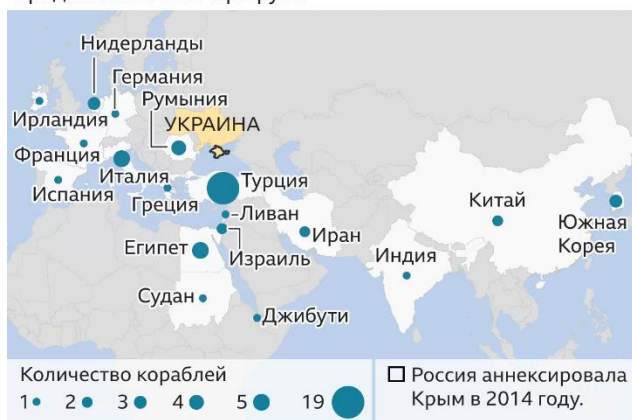 Нидерланды
Германия
Румыния
УКРАИНА
Ирландия
Франция
Италия
Турция
Испания
Греция
Ливан
Китай
Южная
Корея
Египет
Израиль
Иран
Индия
Судан
Джибути
Количество кораблей
1 2 3 4 5 19
Россия аннексировала
Крым в 2014 году.